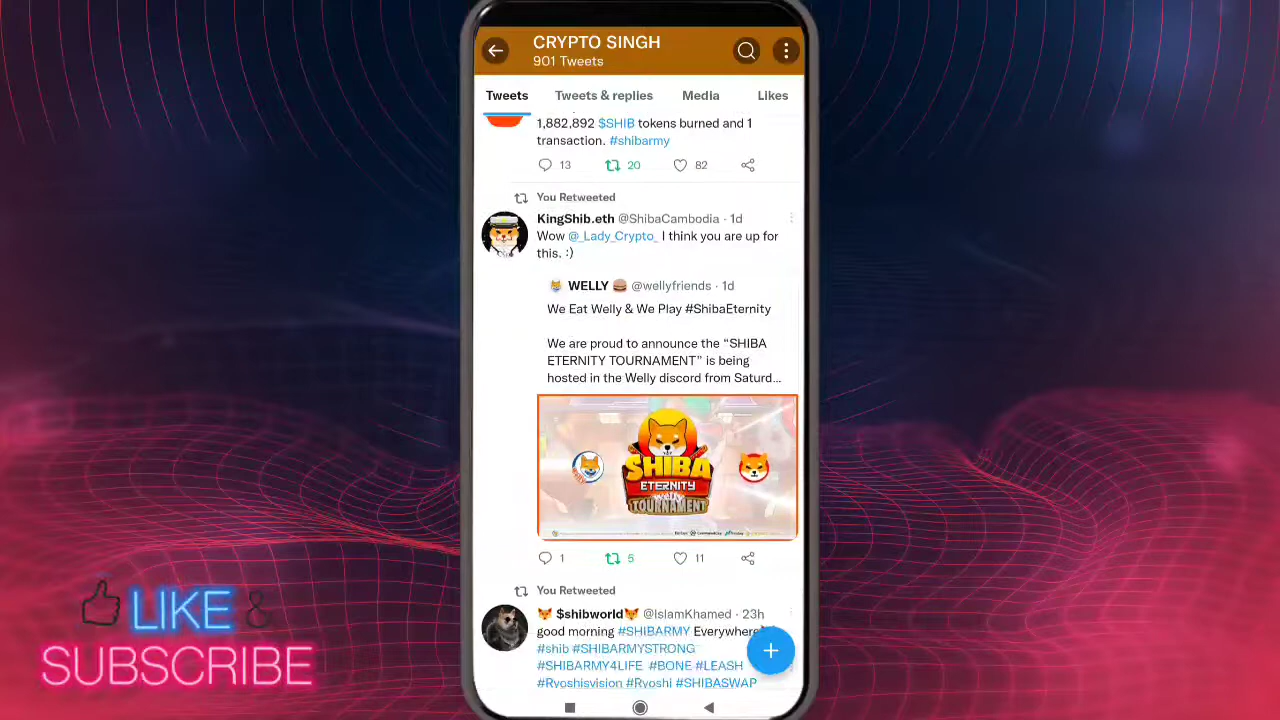 CRYPTO SINGH
901 Tweets
Tweets
Tweets & replies
Media
Likes
1,882,892 $SHIB tokens burned and 1
transaction. #shibarmy
13
20
82
You Retweeted
KingShib.eth @ShibaCambodia · 1d
Wow @_Lady_Crypto_ I think you are up for
this. :)
WELLY 🍔 @wellyfriends · 1d
We Eat Welly & We Play #ShibaEternity
We are proud to announce the “SHIBA
ETERNITY TOURNAMENT” is being
hosted in the Welly discord from Saturd...
SHIBA
ETERNITY
welly
TOURNAMENT
1
5
11
You Retweeted
🦊 $shibworld🦊 @IslamKhamed · 23h
good morning #SHIBARMY Everywhere
#shib #SHIBARMYSTRONG
#SHIBARMY4LIFE #BONE #LEASH
#Ryoshisvision #Ryoshi #SHIBASWAP
LIKE &
SUBSCRIBE